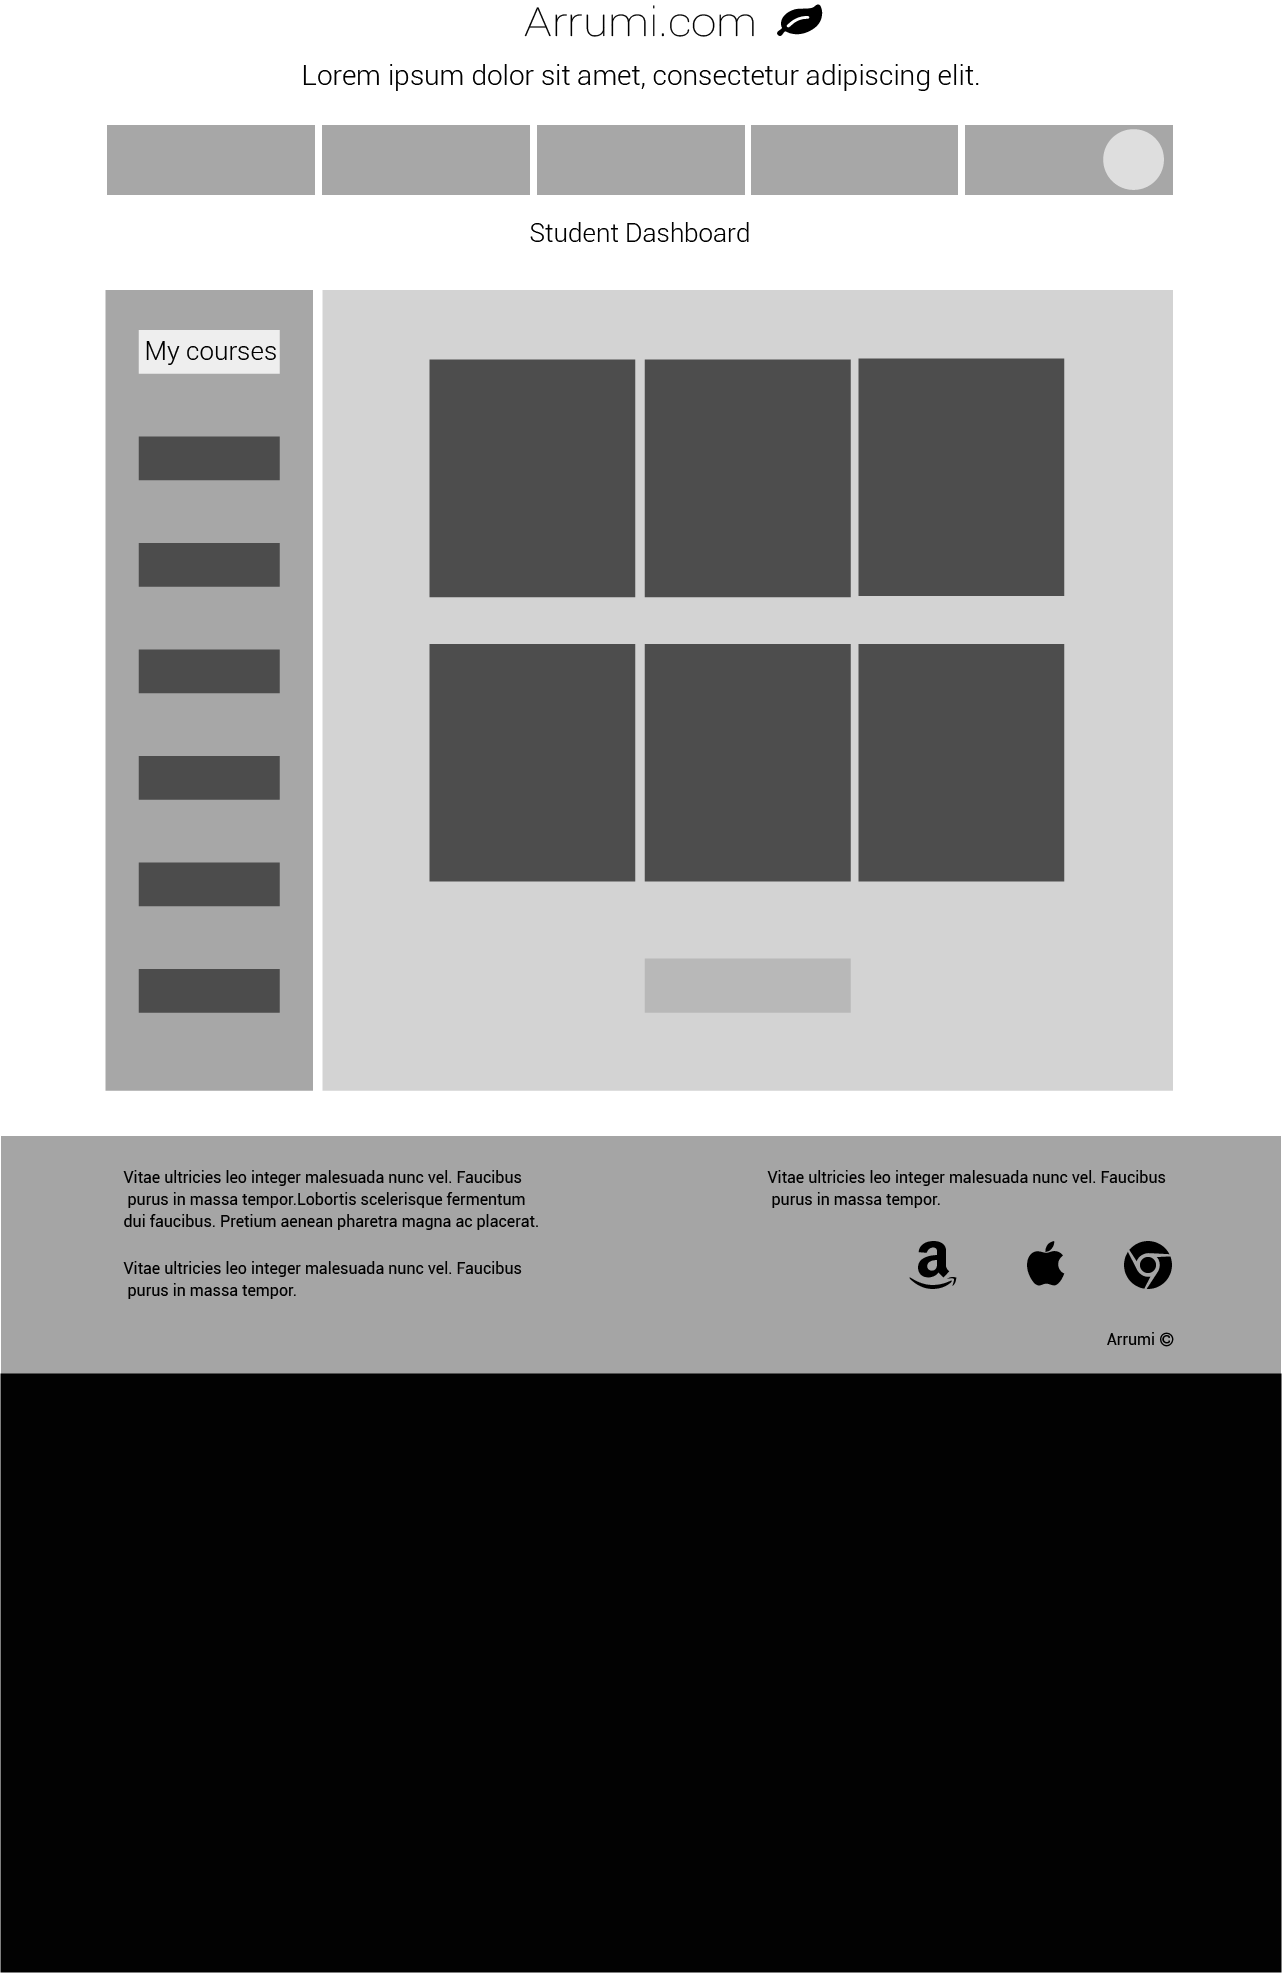 Arrumi.com
Lorem ipsum dolor sit amet, consectetur adipiscing elit.
Student Dashboard
My courses
Vitae ultricies leo integer malesuada nunc vel. Faucibus
purus in massa tempor.Lobortis scelerisque fermentum
dui faucibus. Pretium aenean pharetra magna ac placerat.
Vitae ultricies leo integer malesuada nunc vel. Faucibus
purus in massa tempor.
Vitae ultricies leo integer malesuada nunc vel. Faucibus
purus in massa tempor.
Arrumi ©